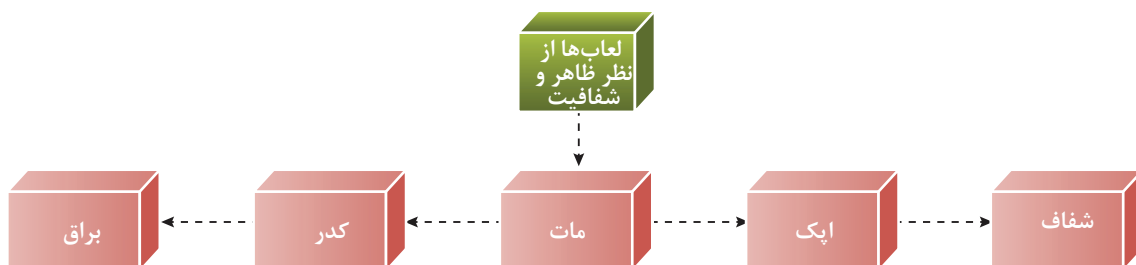 لعاب‌ها از
نظر ظاهر و
شفافیت
شفاف
اپک
مات
کدر
براق